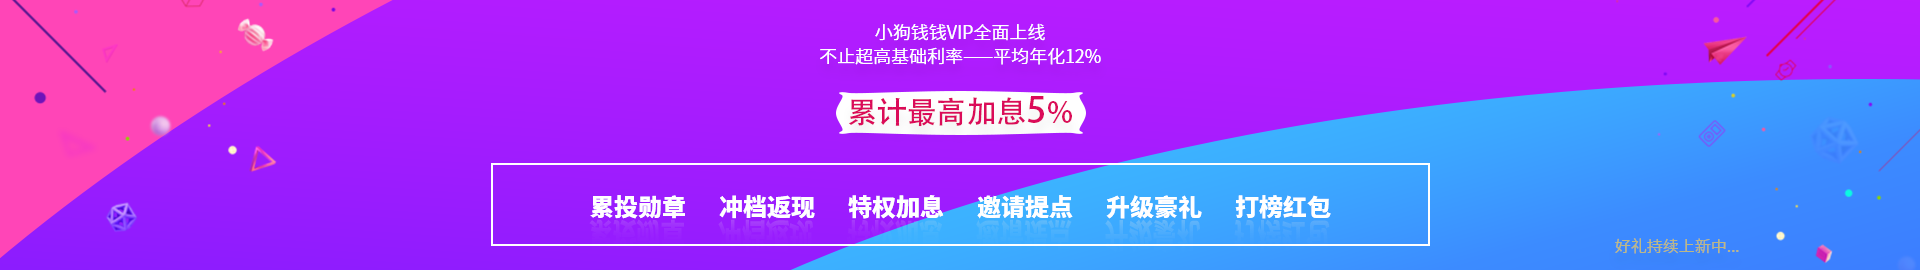 小狗钱钱VIP全面上线
不止超高基础利率——平均年化12%
累计最高加息5%
累投勋章 冲档返现 特权加息 邀请提点 升级豪礼 打榜红包
好礼持续上新中...